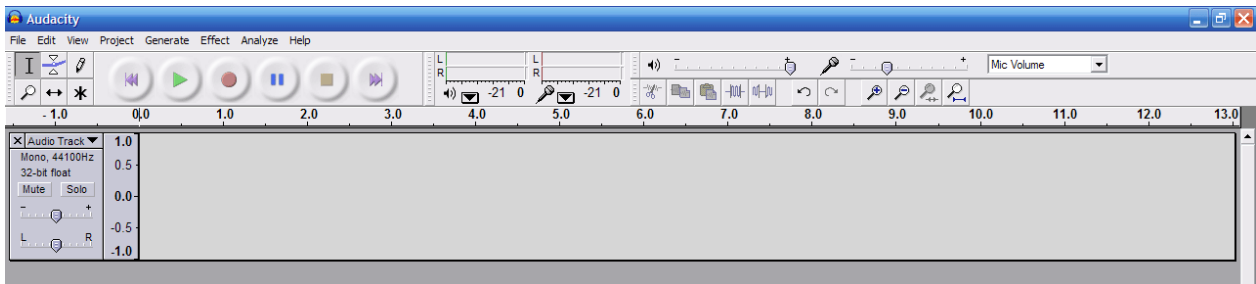 Audacity
File Edit View Project Generate Effect Analyze Help
L
R
-21 0
L
R
-21 0
- +
- +
Mic Volume
- 1.0 0.0 1.0 2.0 3.0 4.0 5.0 6.0 7.0 8.0 9.0 10.0 11.0 12.0 13.0
X Audio Track
Mono, 44100Hz
32-bit float
Mute Solo
- +
L R
1.0
0.5
0.0
-0.5
-1.0